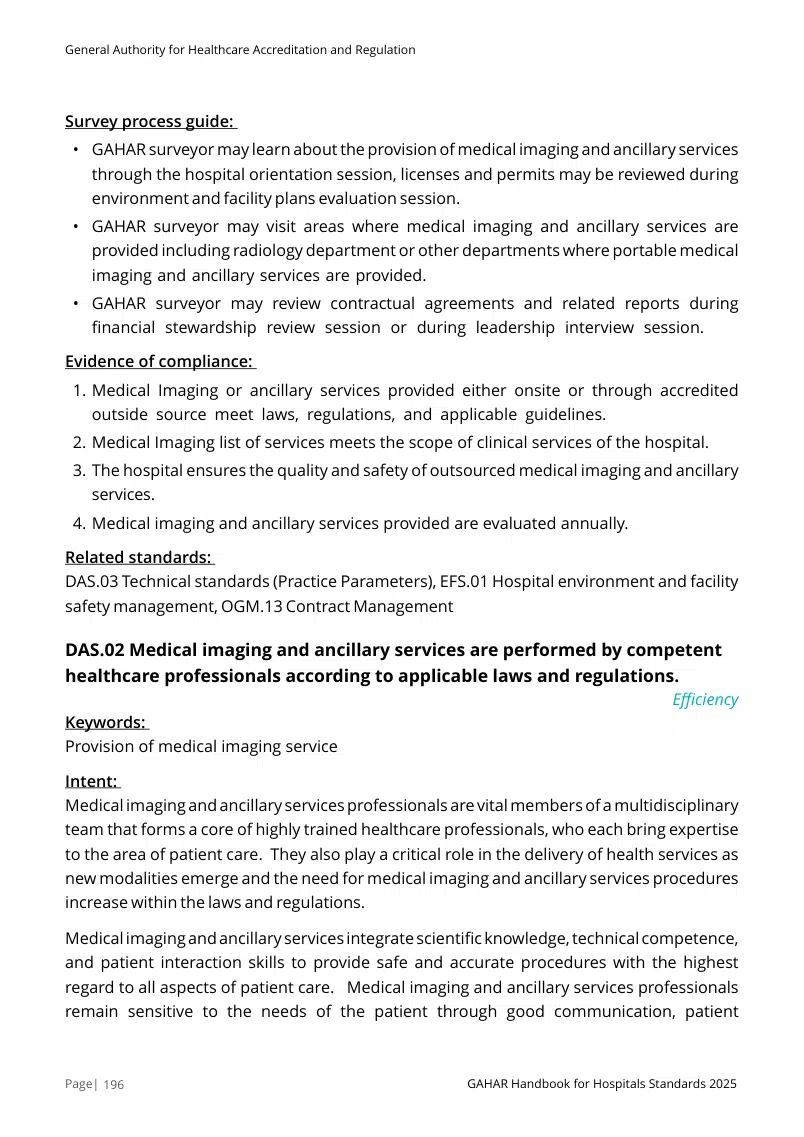 General Authority for Healthcare Accreditation and Regulation
Survey process guide:
• GAHAR surveyor may learn about the provision of medical imaging and ancillary services
through the hospital orientation session, licenses and permits may be reviewed during
environment and facility plans evaluation session.
• GAHAR surveyor may visit areas where medical imaging and ancillary services are
provided including radiology department or other departments where portable medical
imaging and ancillary services are provided.
• GAHAR surveyor may review contractual agreements and related reports during
financial stewardship review session or during leadership interview session.
Evidence of compliance:
1. Medical Imaging or ancillary services provided either onsite or through accredited
outside source meet laws, regulations, and applicable guidelines.
2. Medical Imaging list of services meets the scope of clinical services of the hospital.
3. The hospital ensures the quality and safety of outsourced medical imaging and ancillary
services.
4. Medical imaging and ancillary services provided are evaluated annually.
Related standards:
DAS.03 Technical standards (Practice Parameters), EFS.01 Hospital environment and facility
safety management, OGM.13 Contract Management
DAS.02 Medical imaging and ancillary services are performed by competent
healthcare professionals according to applicable laws and regulations.
Efficiency
Keywords:
Provision of medical imaging service
Intent:
Medical imaging and ancillary services professionals are vital members of a multidisciplinary
team that forms a core of highly trained healthcare professionals, who each bring expertise
to the area of patient care. They also play a critical role in the delivery of health services as
new modalities emerge and the need for medical imaging and ancillary services procedures
increase within the laws and regulations.
Medical imaging and ancillary services integrate scientific knowledge, technical competence,
and patient interaction skills to provide safe and accurate procedures with the highest
regard to all aspects of patient care. Medical imaging and ancillary services professionals
remain sensitive to the needs of the patient through good communication, patient
Page| 196
GAHAR Handbook for Hospitals Standards 2025